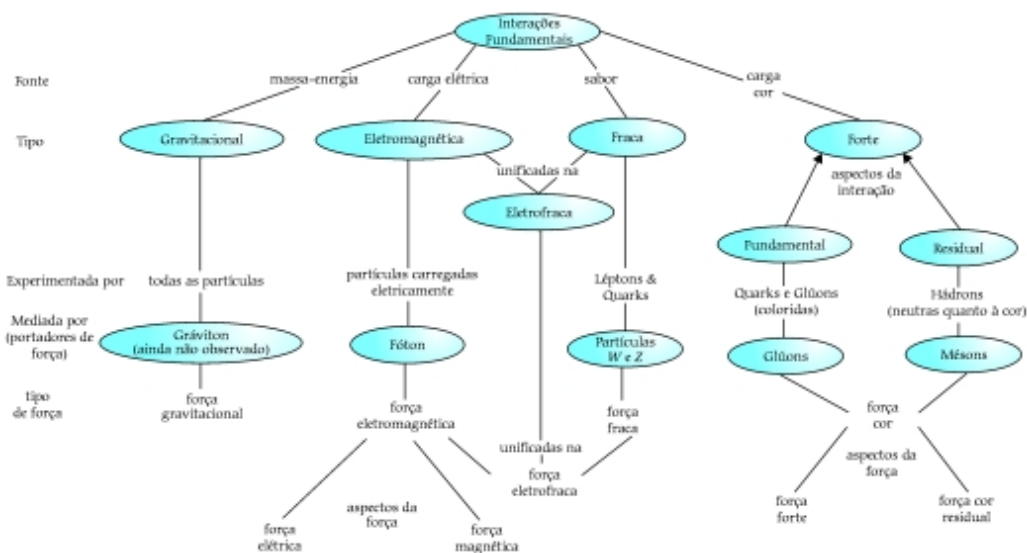 Interações
Fundamentais
Fonte
massa-energia
carga elétrica
sabor
carga
cor
Tipo
Gravitacional
Eletromagnética
Fraca
Forte
unificadas na
aspectos da
interação
Eletrofraca
Fundamental
Residual
Experimentada por
todas as partículas
partículas carregadas
eletricamente
Léptons &
Quarks
Quarks e Glúons
(coloridas)
Hádrons
(neutras quanto à cor)
Mediada por
(portadores de
força)
Gráviton
(ainda não observado)
Fóton
Partículas
W e Z
Glúons
Mésons
tipo
de força
força
gravitacional
força
eletromagnética
força
fraca
força
cor
unificadas na
força
eletrofraca
aspectos da
força
força
elétrica
aspectos da
força
força
magnética
força
forte
força cor
residual